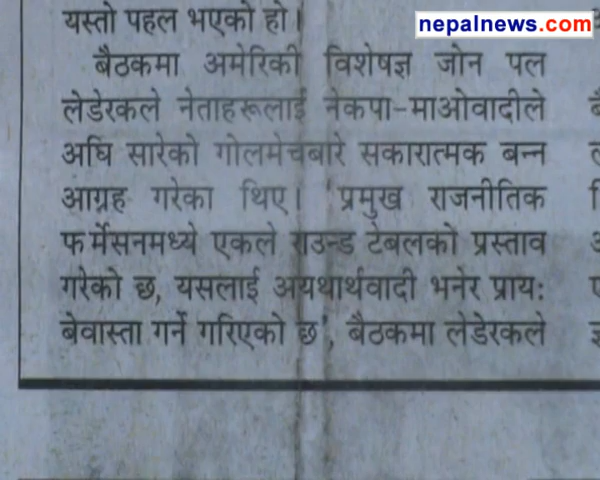 nepalnews.com
यस्तो पहल भएको हो।
बैठकमा अमेरिकी विशेषज्ञ जोन पल
लेडेरकले नेताहरूलाई नेकपा-माओवादीले
अघि सारेको गोलमेचबारे सकारात्मक बन्न
आग्रह गरेका थिए। 'प्रमुख राजनीतिक
फर्मेसनमध्ये एकले राउन्ड टेबलको प्रस्ताव
गरेको छ, यसलाई अयथार्थवादी भनेर प्रायः
बेवास्ता गर्ने गरिएको छ', बैठकमा लेडेरकले